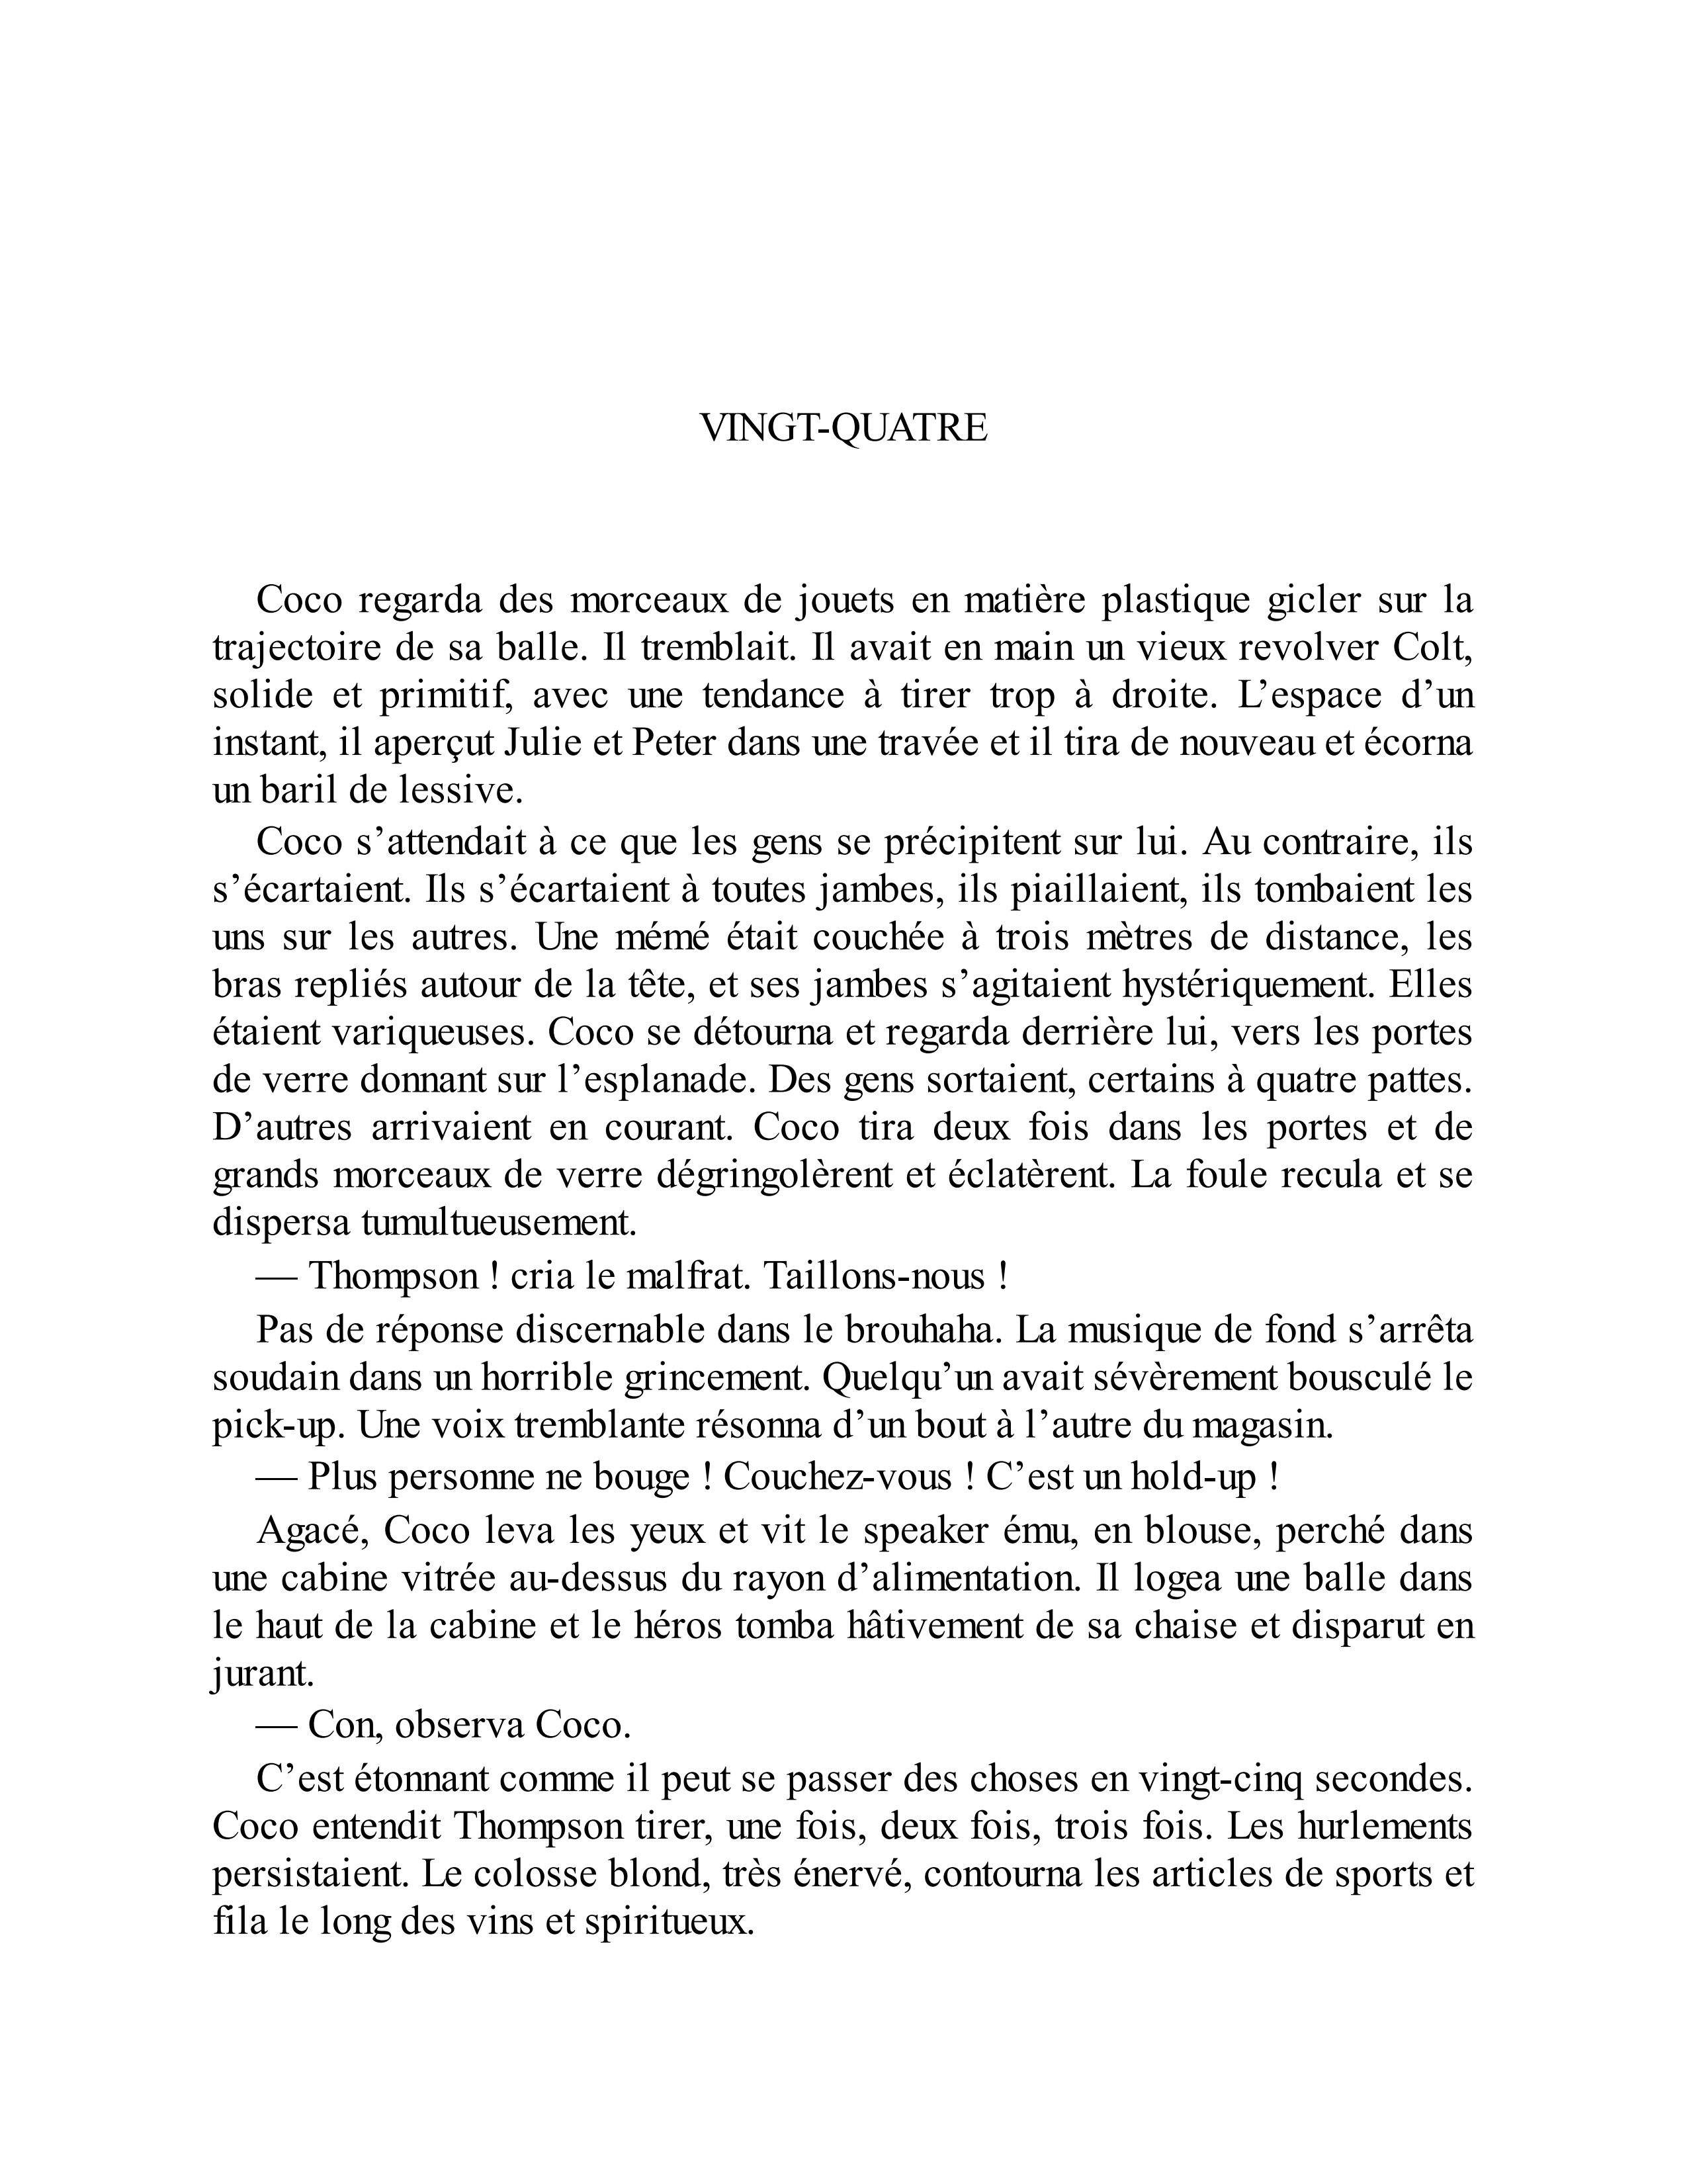 VINGT-QUATRE
Coco regarda des morceaux de jouets en matière plastique gicler sur la
trajectoire de sa balle. Il tremblait. Il avait en main un vieux revolver Colt,
solide et primitif, avec une tendance à tirer trop à droite. L’espace d’un
instant, il aperçut Julie et Peter dans une travée et il tira de nouveau et écorna
un baril de lessive.
Coco s’attendait à ce que les gens se précipitent sur lui. Au contraire, ils
s’écartaient. Ils s’écartaient à toutes jambes, ils piaillaient, ils tombaient les
uns sur les autres. Une mémé était couchée à trois mètres de distance, les
bras repliés autour de la tête, et ses jambes s’agitaient hystériquement. Elles
étaient variqueuses. Coco se détourna et regarda derrière lui, vers les portes
de verre donnant sur l’esplanade. Des gens sortaient, certains à quatre pattes.
D’autres arrivaient en courant. Coco tira deux fois dans les portes et de
grands morceaux de verre dégringolèrent et éclatèrent. La foule recula et se
dispersa tumultueusement.
— Thompson ! cria le malfrat. Taillons-nous !
Pas de réponse discernable dans le brouhaha. La musique de fond s’arrêta
soudain dans un horrible grincement. Quelqu’un avait sévèrement bousculé le
pick-up. Une voix tremblante résonna d’un bout à l’autre du magasin.
— Plus personne ne bouge ! Couchez-vous ! C’est un hold-up !
Agacé, Coco leva les yeux et vit le speaker ému, en blouse, perché dans
une cabine vitrée au-dessus du rayon d’alimentation. Il logea une balle dans
le haut de la cabine et le héros tomba hâtivement de sa chaise et disparut en
jurant.
— Con, observa Coco.
C’est étonnant comme il peut se passer des choses en vingt-cinq secondes.
Coco entendit Thompson tirer, une fois, deux fois, trois fois. Les hurlements
persistaient. Le colosse blond, très énervé, contourna les articles de sports et
fila le long des vins et spiritueux.